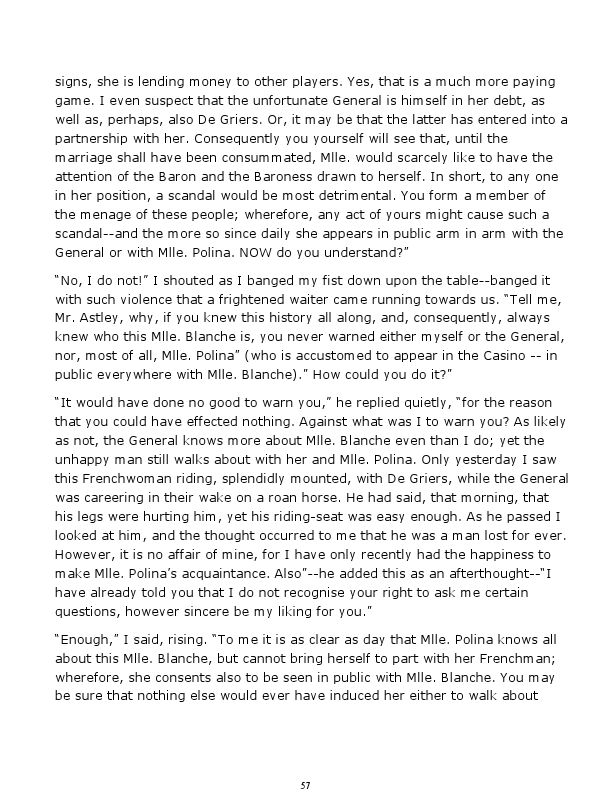 signs, she is lending money to other players. Yes, that is a much more paying
game. I even suspect that the unfortunate General is himself in her debt, as
well as, perhaps, also De Griers. Or, it may be that the latter has entered into a
partnership with her. Consequently you yourself will see that, until the
marriage shall have been consummated, Mlle. would scarcely like to have the
attention of the Baron and the Baroness drawn to herself. In short, to any one
in her position, a scandal would be most detrimental. You form a member of
the menage of these people; wherefore, any act of yours might cause such a
scandal--and the more so since daily she appears in public arm in arm with the
General or with Mlle. Polina. NOW do you understand?”
“No, I do not!” I shouted as I banged my fist down upon the table--banged it
with such violence that a frightened waiter came running towards us. “Tell me,
Mr. Astley, why, if you knew this history all along, and, consequently, always
knew who this Mlle. Blanche is, you never warned either myself or the General,
nor, most of all, Mlle. Polina” (who is accustomed to appear in the Casino -- in
public everywhere with Mlle. Blanche).” How could you do it?”
“It would have done no good to warn you,” he replied quietly, “for the reason
that you could have effected nothing. Against what was I to warn you? As likely
as not, the General knows more about Mlle. Blanche even than I do; yet the
unhappy man still walks about with her and Mlle. Polina. Only yesterday I saw
this Frenchwoman riding, splendidly mounted, with De Griers, while the General
was careering in their wake on a roan horse. He had said, that morning, that
his legs were hurting him, yet his riding-seat was easy enough. As he passed I
looked at him, and the thought occurred to me that he was a man lost for ever.
However, it is no affair of mine, for I have only recently had the happiness to
make Mlle. Polina’s acquaintance. Also”--he added this as an afterthought--“I
have already told you that I do not recognise your right to ask me certain
questions, however sincere be my liking for you.”
“Enough,” I said, rising. “To me it is as clear as day that Mlle. Polina knows all
about this Mlle. Blanche, but cannot bring herself to part with her Frenchman;
wherefore, she consents also to be seen in public with Mlle. Blanche. You may
be sure that nothing else would ever have induced her either to walk about
57